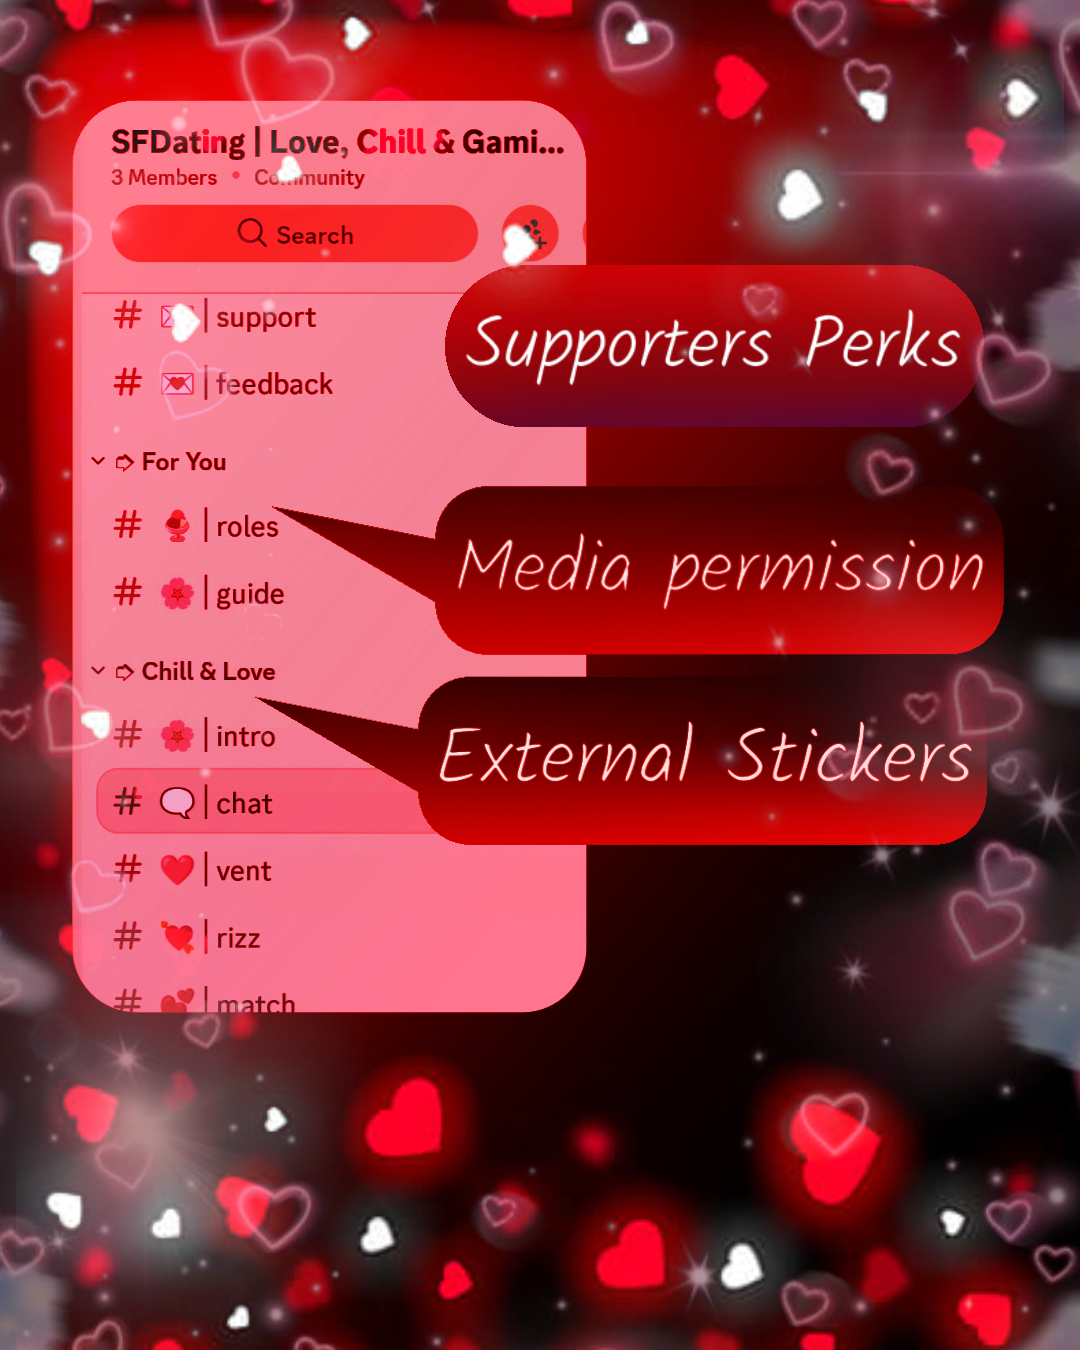 SFDating | Love, Chill & Gami...
3 Members • Community
Search
# 💌 | support
# 💌 | feedback
➪ For You
# 🍨 | roles
# 🌸 | guide
➪ Chill & Love
# 🌸 | intro
# 🗨️ | chat
# ❤️ | vent
# 💘 | rizz
# 💕 | match
Supporters Perks
Media permission
External Stickers